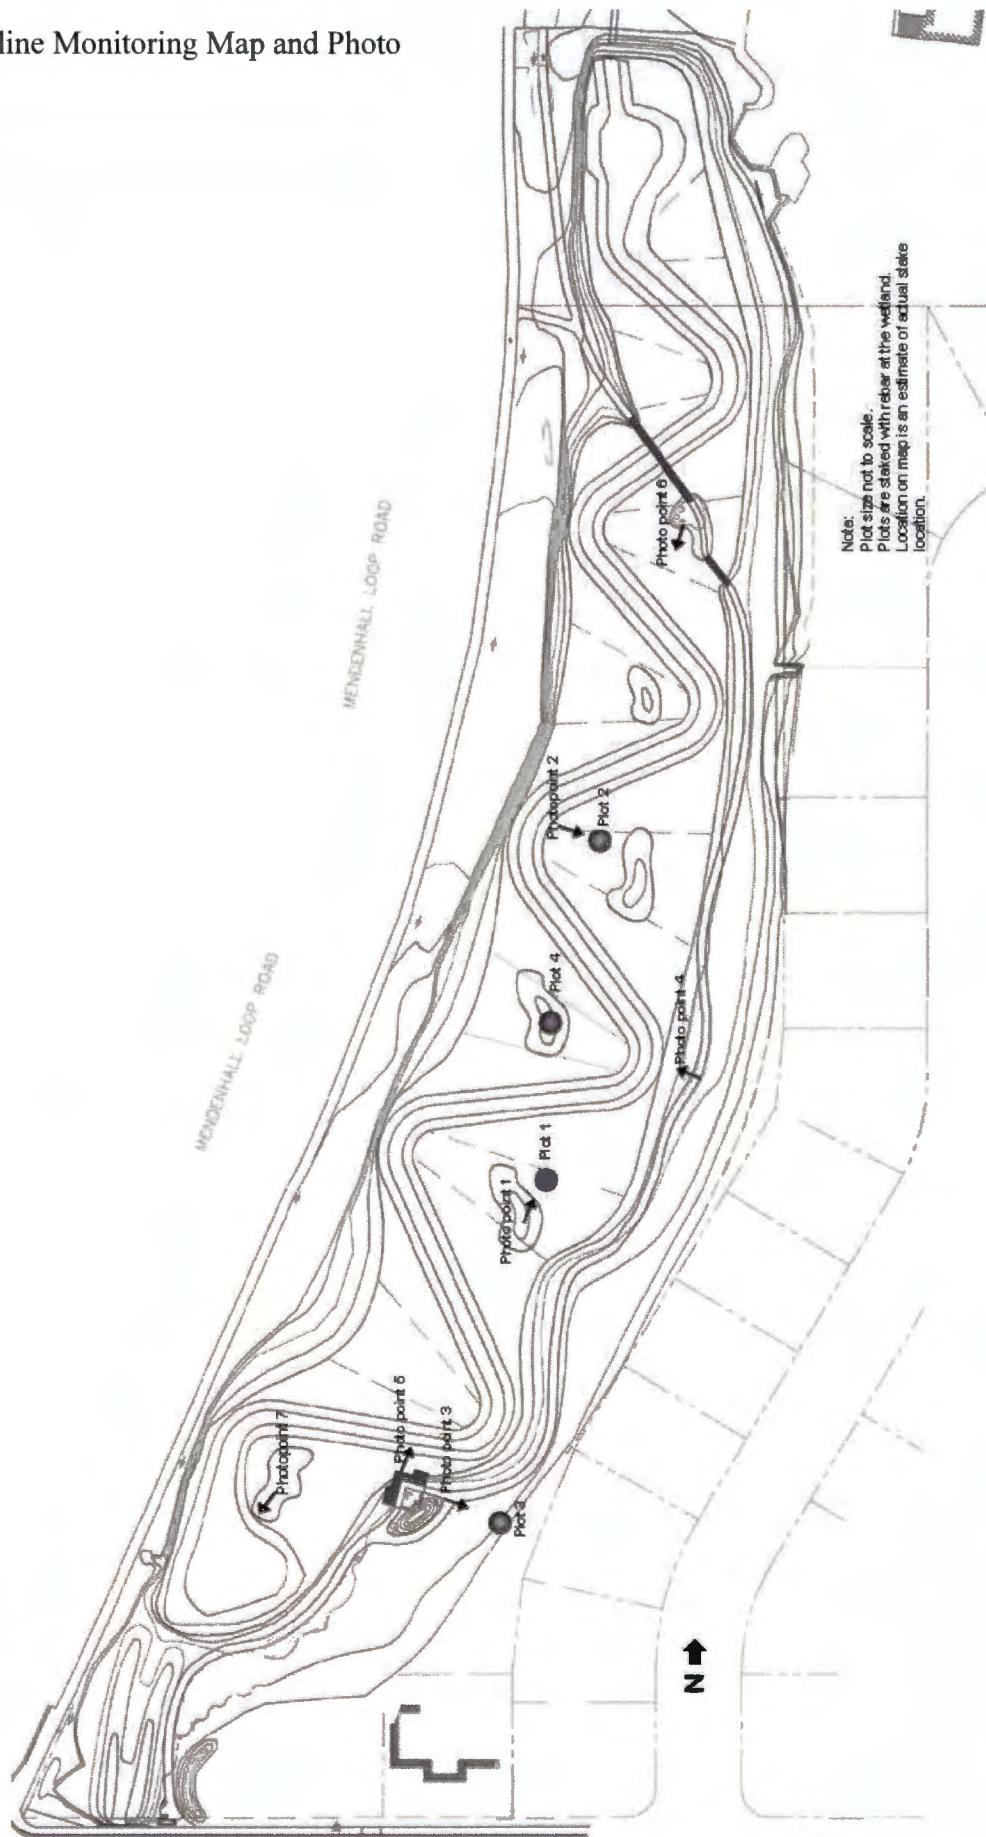 line Monitoring Map and Photo
MENDENHALL LOOP ROAD
MENDENHALL LOOP ROAD
Note:
Plot size not to scale.
Plots are staked with rebar at the wetland.
Location on map is an estimate of actual stake
location.
Photo point 6
Photopoint 2
Plot 2
Plot 4
Photo point 4
Plot 1
Photo point 1
Photo point 5
Photo point 3
Photopoint 7
Plot 3
N